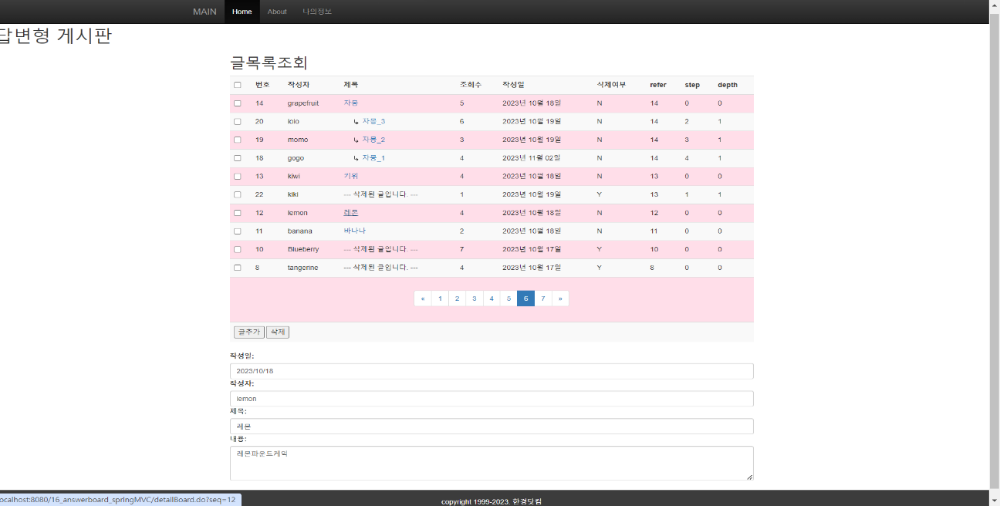 MAIN Home About 나의정보
답변형 게시판
글목록조회
번호 작성자 제목 조회수 작성일 삭제여부 refer step depth
14 grapefruit 자몽 5 2023년 10월 18일 N 14 0 0
20 ioio ↳ 자몽_3 6 2023년 10월 19일 N 14 2 1
19 momo ↳ 자몽_2 3 2023년 10월 19일 N 14 3 1
18 gogo ↳ 자몽_1 4 2023년 11월 02일 N 14 4 1
13 kiwi 키위 4 2023년 10월 18일 N 13 0 0
22 kiki --- 삭제된 글입니다. --- 1 2023년 10월 19일 Y 13 1 1
12 lemon 레몬 4 2023년 10월 18일 N 12 0 0
11 banana 바나나 2 2023년 10월 18일 N 11 0 0
10 Blueberry --- 삭제된 글입니다. --- 7 2023년 10월 17일 Y 10 0 0
8 tangerine --- 삭제된 글입니다. --- 4 2023년 10월 17일 Y 8 0 0
« 1 2 3 4 5 6 7 »
글추가 삭제
작성일:
2023/10/18
작성자:
lemon
제목:
레몬
내용:
레몬파운드케익
ocalhost:8080/16_answerboard_springMVC/detailBoard.do?seq=12
copyright 1999-2023. 한경닷컴